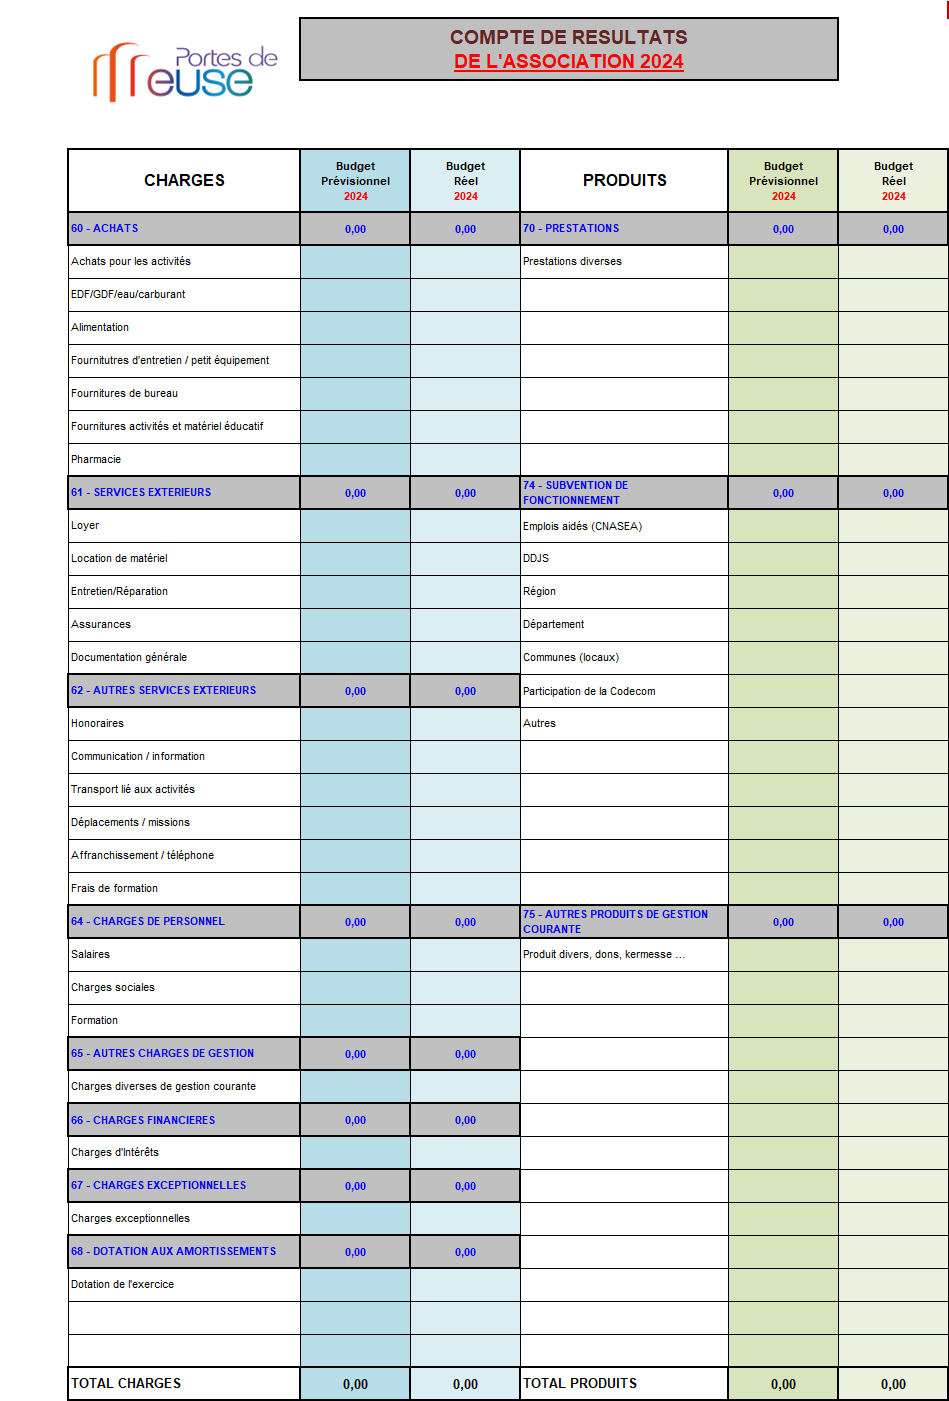 Portes de
euse
COMPTE DE RESULTATS
DE L'ASSOCIATION 2024
CHARGES
Budget
Prévisionnel
2024
Budget
Réel
2024
PRODUITS
Budget
Prévisionnel
2024
Budget
Réel
2024
60 - ACHATS 0,00 0,00 70 - PRESTATIONS 0,00 0,00
Achats pour les activités Prestations diverses
EDF/GDF/eau/carburant
Alimentation
Fournitutres d'entretien / petit équipement
Fournitures de bureau
Fournitures activités et matériel éducatif
Pharmacie
61 - SERVICES EXTERIEURS 0,00 0,00 74 - SUBVENTION DE
FONCTIONNEMENT 0,00 0,00
Loyer Emplois aidés (CNASEA)
Location de matériel DDJS
Entretien/Réparation Région
Assurances Département
Documentation générale Communes (locaux)
62 - AUTRES SERVICES EXTERIEURS 0,00 0,00 Participation de la Codecom
Honoraires Autres
Communication / information
Transport lié aux activités
Déplacements / missions
Affranchissement / téléphone
Frais de formation
64 - CHARGES DE PERSONNEL 0,00 0,00 75 - AUTRES PRODUITS DE GESTION
COURANTE 0,00 0,00
Salaires Produit divers, dons, kermesse ...
Charges sociales
Formation
65 - AUTRES CHARGES DE GESTION 0,00 0,00
Charges diverses de gestion courante
66 - CHARGES FINANCIERES 0,00 0,00
Charges d'Intérêts
67 - CHARGES EXCEPTIONNELLES 0,00 0,00
Charges exceptionnelles
68 - DOTATION AUX AMORTISSEMENTS 0,00 0,00
Dotation de l'exercice
TOTAL CHARGES 0,00 0,00 TOTAL PRODUITS 0,00 0,00